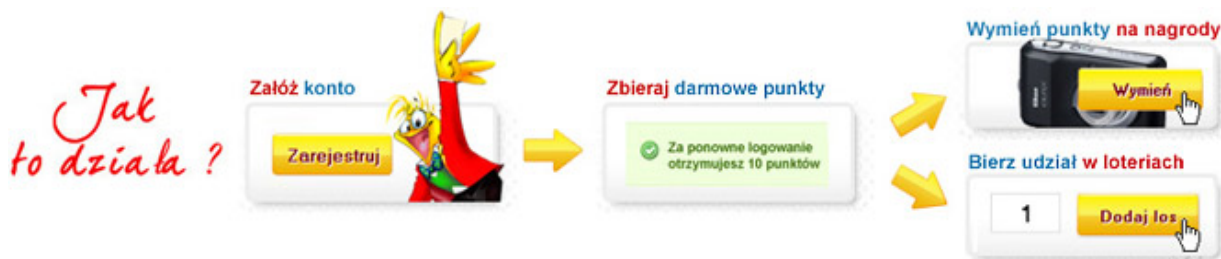 Jak
to działa ?
Załóż konto
Zarejestruj
Zbieraj darmowe punkty
Za ponowne logowanie
otrzymujesz 10 punktów
Wymień punkty na nagrody
Wymień
Bierz udział w loteriach
1
Dodaj los